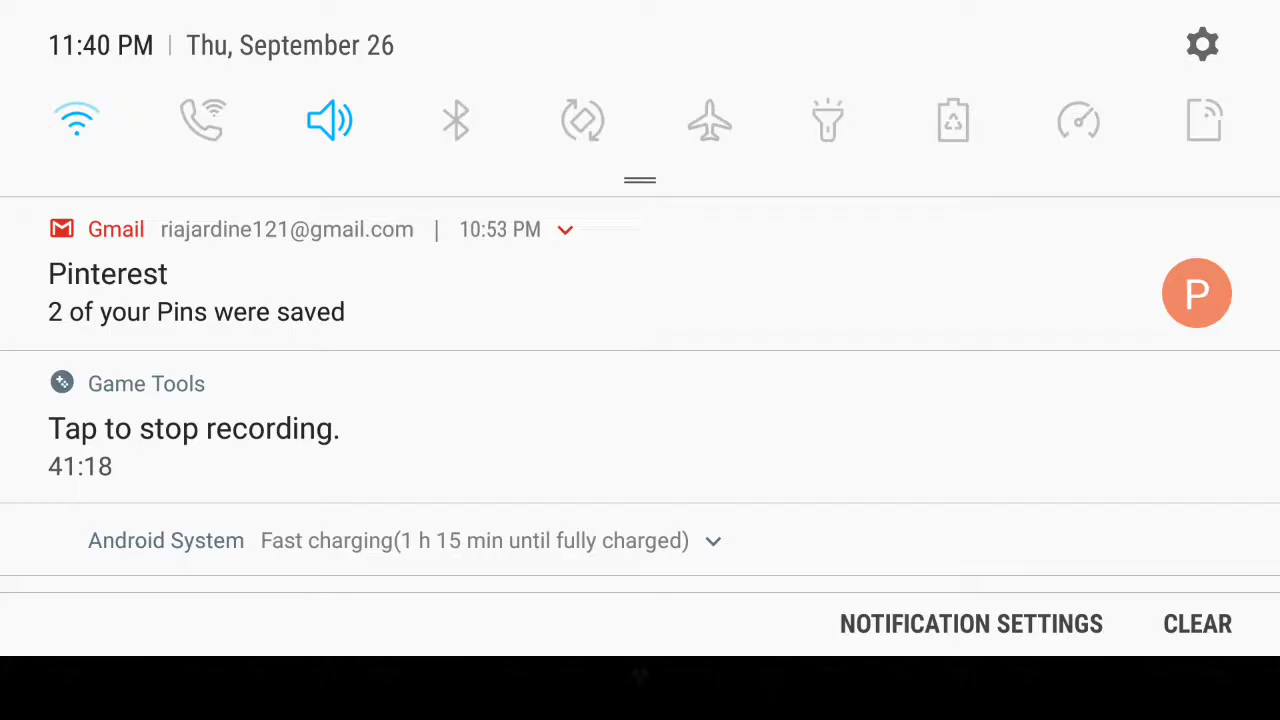 11:40 PM | Thu, September 26
Gmail riajardine121@gmail.com | 10:53 PM
Pinterest
2 of your Pins were saved
P
Game Tools
Tap to stop recording.
41:18
Android System Fast charging(1 h 15 min until fully charged)
NOTIFICATION SETTINGS CLEAR